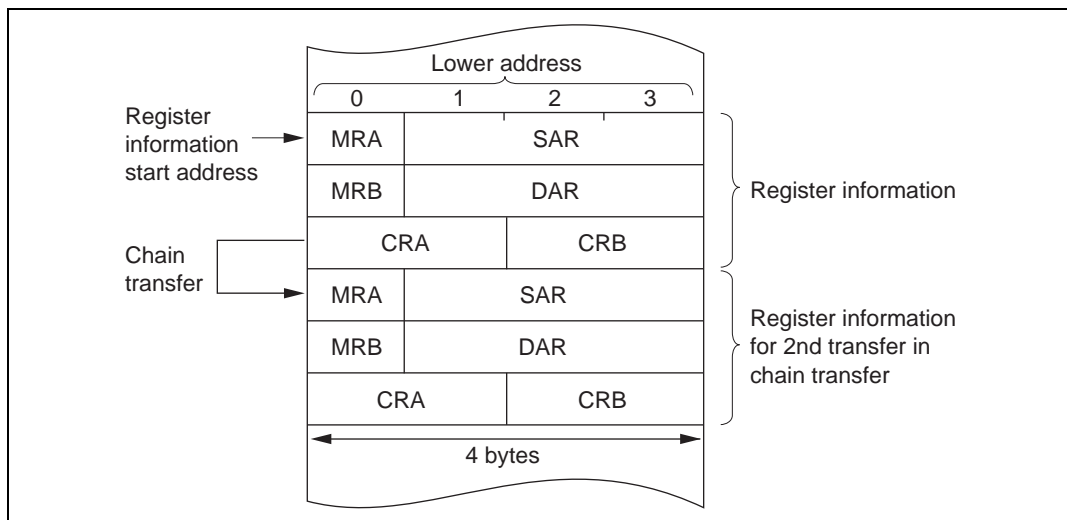 Lower address
0 1 2 3
Register
information
start address
MRA SAR
MRB DAR
Register information
CRA CRB
Chain
transfer
MRA SAR
MRB DAR
Register information
for 2nd transfer in
chain transfer
CRA CRB
4 bytes